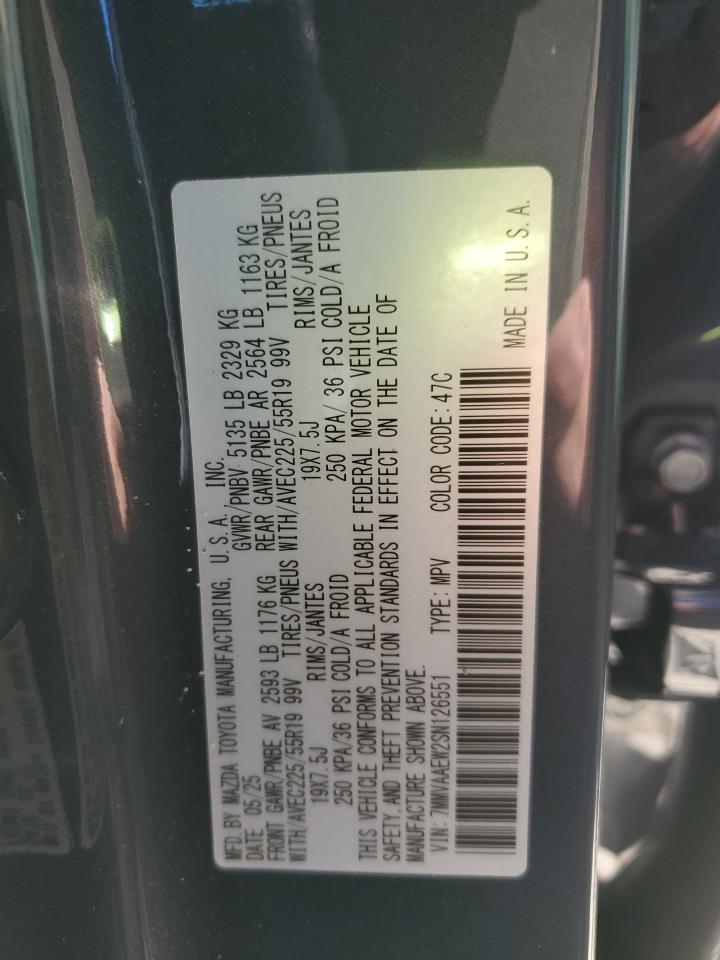 MFD. BY MAZDA TOYOTA MANUFACTURING, U.S.A. INC.
DATE 05/25 GVWR/PNBV 5135 LB 2329 KG
FRONT GAWR/PNBE AV 2593 LB 1176 KG REAR GAWR/PNBE AR 2564 LB 1163 KG
WITH/AVEC225/55R19 99V TIRES/PNEUS WITH/AVEC225/55R19 99V TIRES/PNEUS
19X7.5J RIMS/JANTES 19X7.5J RIMS/JANTES
250 KPA/36 PSI COLD/A FROID 250 KPA/ 36 PSI COLD/A FROID
THIS VEHICLE CONFORMS TO ALL APPLICABLE FEDERAL MOTOR VEHICLE
SAFETY AND THEFT PREVENTION STANDARDS IN EFFECT ON THE DATE OF
MANUFACTURE SHOWN ABOVE.
VIN: 7MMVAAEW2SN126551 TYPE: MPV COLOR CODE: 47C
MADE IN U.S.A.